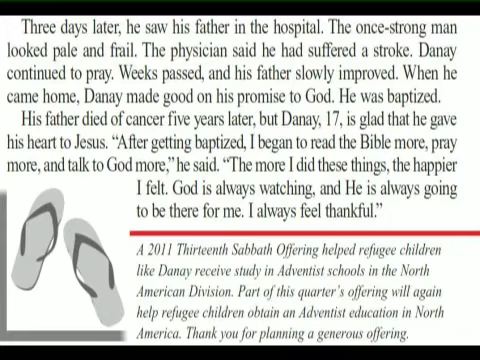 Three days later, he saw his father in the hospital. The once-strong man
looked pale and frail. The physician said he had suffered a stroke. Danay
continued to pray. Weeks passed, and his father slowly improved. When he
came home, Danay made good on his promise to God. He was baptized.
His father died of cancer five years later, but Danay, 17, is glad that he gave
his heart to Jesus. “After getting baptized, I began to read the Bible more, pray
more, and talk to God more,” he said. “The more I did these things, the happier
I felt. God is always watching, and He is always going
to be there for me. I always feel thankful.”
A 2011 Thirteenth Sabbath Offering helped refugee children
like Danay receive study in Adventist schools in the North
American Division. Part of this quarter’s offering will again
help refugee children obtain an Adventist education in North
America. Thank you for planning a generous offering.